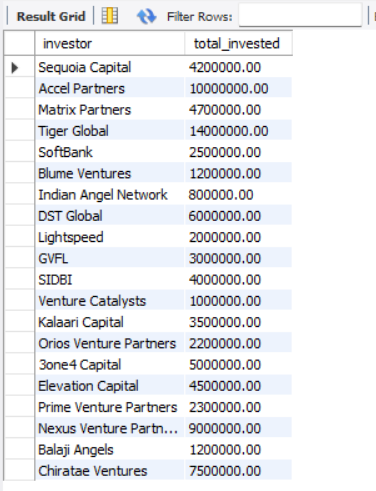 Result Grid Filter Rows:
investor total_invested
Sequoia Capital 4200000.00
Accel Partners 10000000.00
Matrix Partners 4700000.00
Tiger Global 14000000.00
SoftBank 2500000.00
Blume Ventures 1200000.00
Indian Angel Network 800000.00
DST Global 6000000.00
Lightspeed 2000000.00
GVFL 3000000.00
SIDBI 4000000.00
Venture Catalysts 1000000.00
Kalaari Capital 3500000.00
Orios Venture Partners 2200000.00
3one4 Capital 5000000.00
Elevation Capital 4500000.00
Prime Venture Partners 2300000.00
Nexus Venture Partn... 9000000.00
Balaji Angels 1200000.00
Chiratae Ventures 7500000.00